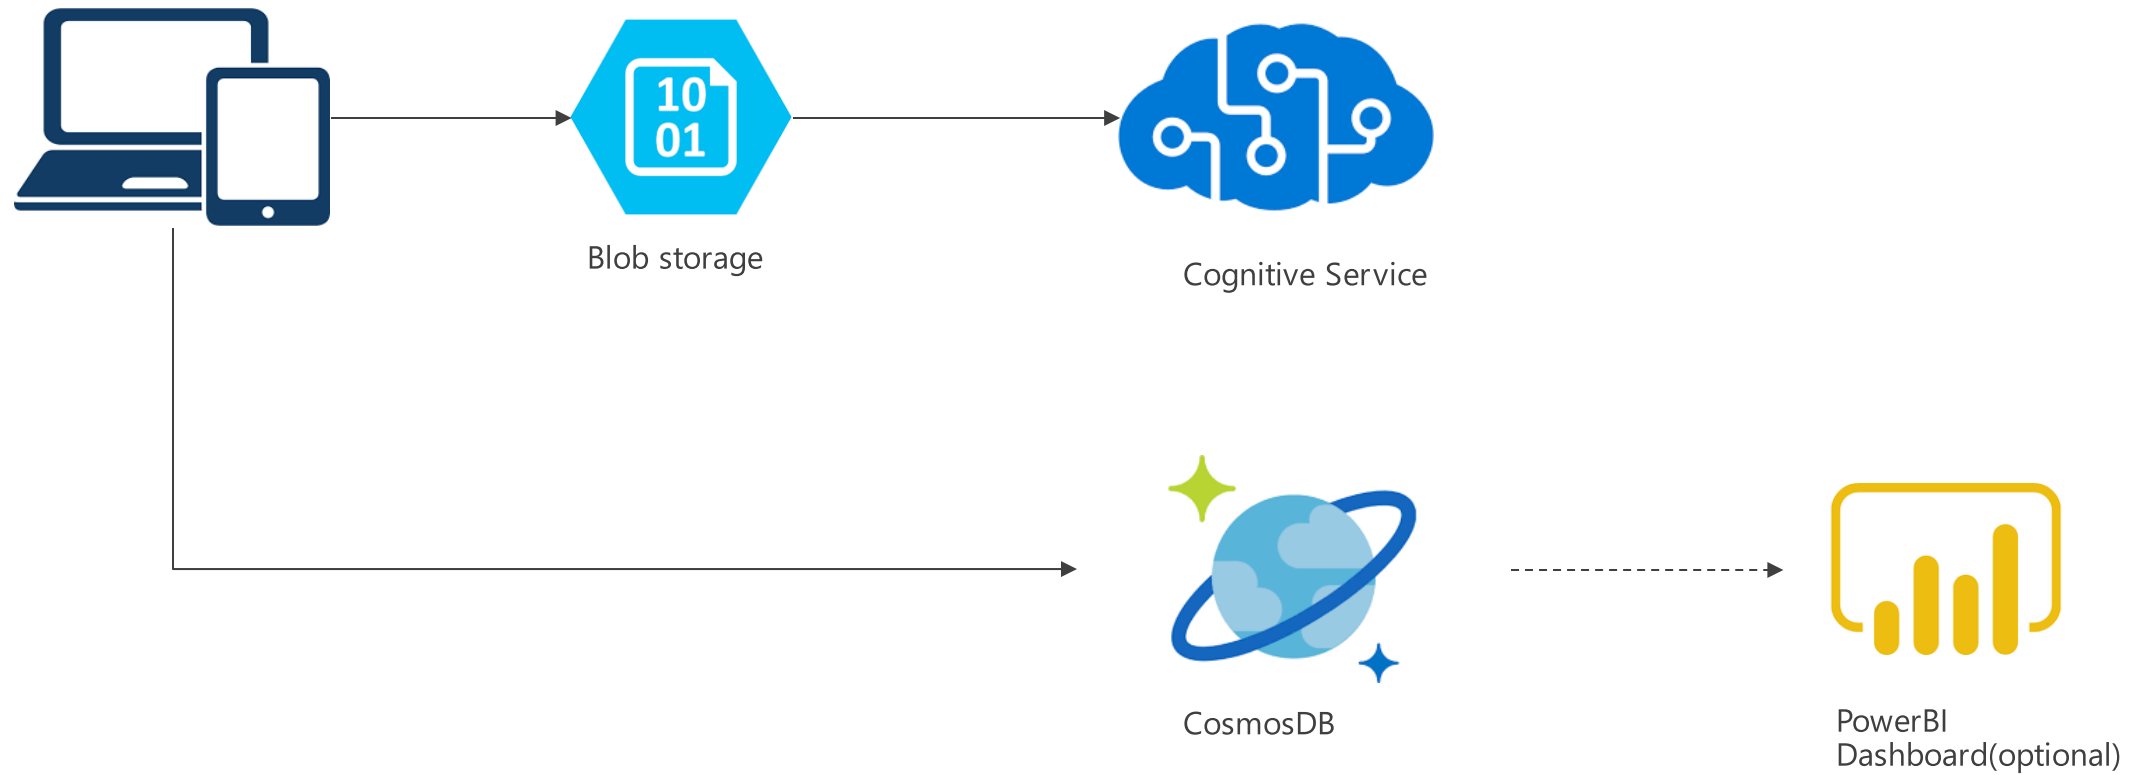 10
01
Blob storage
Cognitive Service
CosmosDB
PowerBI
Dashboard(optional)